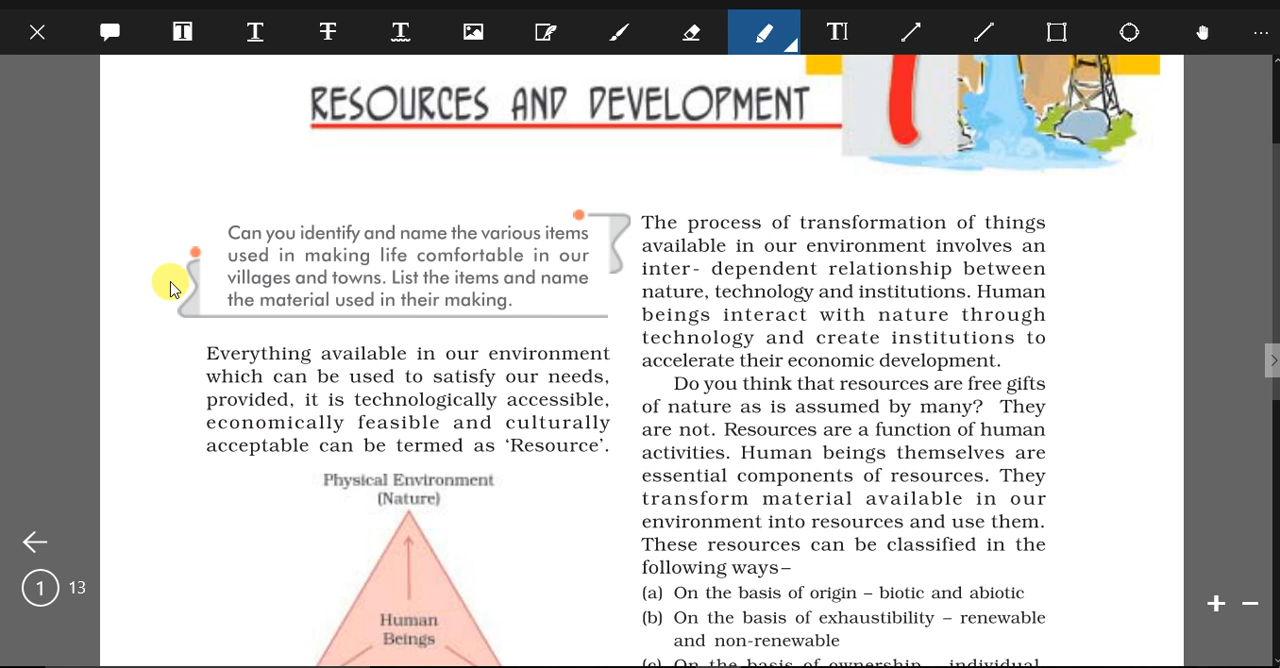 RESOURCES AND DEVELOPMENT
Can you identify and name the various items
used in making life comfortable in our
villages and towns. List the items and name
the material used in their making.
Everything available in our environment
which can be used to satisfy our needs,
provided, it is technologically accessible,
economically feasible and culturally
acceptable can be termed as ‘Resource’.
Physical Environment
(Nature)
Human
Beings
The process of transformation of things
available in our environment involves an
inter- dependent relationship between
nature, technology and institutions. Human
beings interact with nature through
technology and create institutions to
accelerate their economic development.
Do you think that resources are free gifts
of nature as is assumed by many? They
are not. Resources are a function of human
activities. Human beings themselves are
essential components of resources. They
transform material available in our
environment into resources and use them.
These resources can be classified in the
following ways–
(a) On the basis of origin – biotic and abiotic
(b) On the basis of exhaustibility – renewable
and non-renewable
(c) On the basis of ownership – individual,
1 13